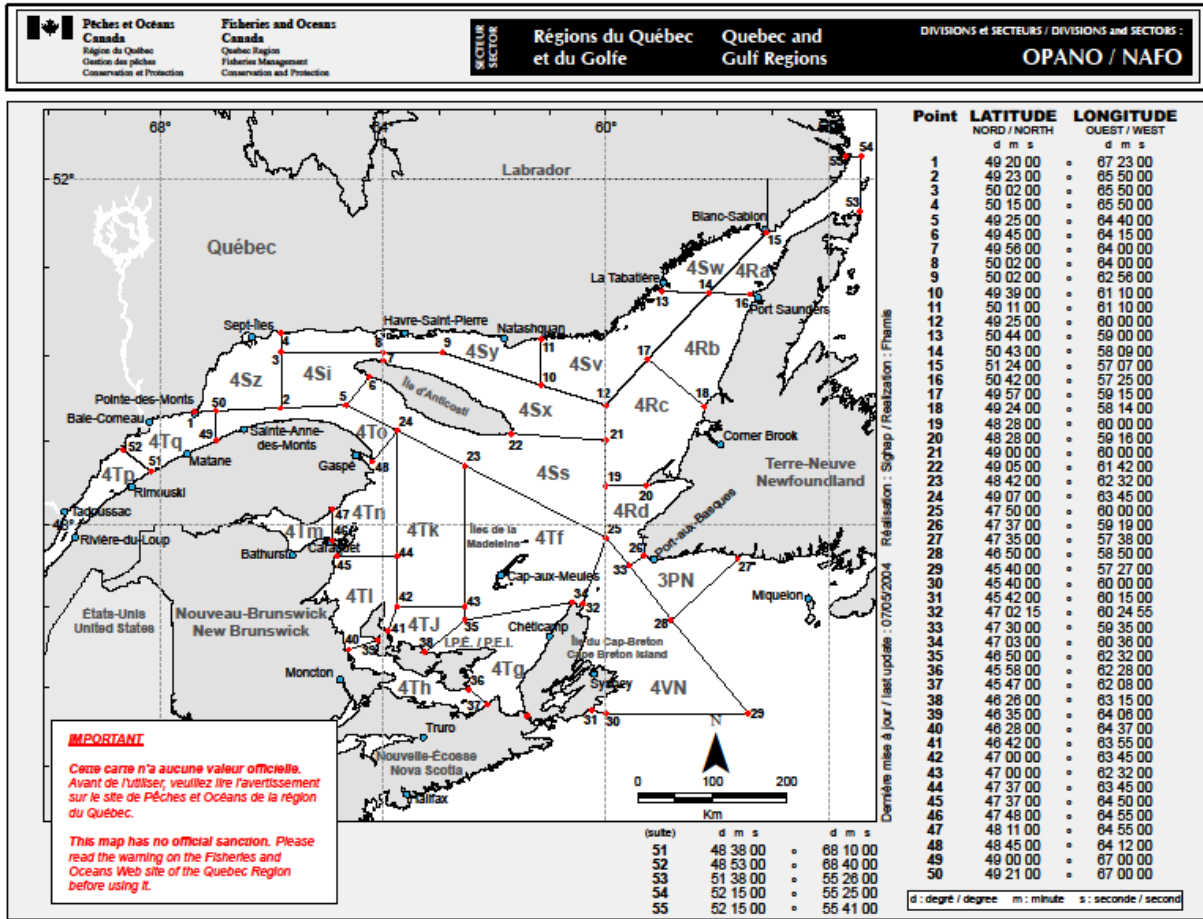 Pêches et Océans
Canada
Région du Québec
Gestion des pêches
Conservation et Protection
Fisheries and Oceans
Canada
Quebec Region
Fisheries Management
Conservation and Protection
SECTEUR
SECTOR
Régions du Québec
et du Golfe
Quebec and
Gulf Regions
DIVISIONS et SECTEURS / DIVISIONS and SECTORS :
OPANO / NAFO
68°
64°
60°
52°
48°
Labrador
Québec
Blanc-Sablon
La Tabatière
Port Saunders
Sept-Îles
Havre-Saint-Pierre
Natashquan
Île d'Anticosti
Pointe-des-Monts
Baie-Comeau
Sainte-Anne-
des-Monts
Matane
Gaspé
Rimouski
Tadoussac
Rivière-du-Loup
Bathurst
Caraquet
Îles de la
Madeleine
Cap-aux-Meules
Corner Brook
Terre-Neuve
Newfoundland
Port-aux-Basques
Miquelon
États-Unis
United States
Nouveau-Brunswick
New Brunswick
Moncton
I.P.É. / P.E.I.
Chéticamp
Île du Cap-Breton
Cape Breton Island
Sydney
Truro
Nouvelle-Écosse
Nova Scotia
Halifax
4Sw
4Ra
4Rb
4Sy
4Sv
4Sz
4Si
4Sx
4Rc
4Tq
4To
4Ss
4Tp
4Rd
4Tn
4Tm
4Tk
4Tf
3PN
4Tl
4TJ
4Tg
4Th
4VN
N
0 100 200
Km
IMPORTANT
Cette carte n'a aucune valeur officielle.
Avant de l'utiliser, veuillez lire l'avertissement
sur le site de Pêches et Océans de la région
du Québec.
This map has no official sanction. Please
read the warning on the Fisheries and
Oceans Web site of the Quebec Region
before using it.
Dernière mise à jour / last update : 07/05/2004 Réalisation : Sighap / Realization : Fhamis
Point LATITUDE LONGITUDE
NORD / NORTH OUEST / WEST
d m s d m s
1 49 20 00 ° 67 23 00
2 49 23 00 ° 65 50 00
3 50 02 00 ° 65 50 00
4 50 15 00 ° 65 50 00
5 49 25 00 ° 64 40 00
6 49 45 00 ° 64 15 00
7 49 56 00 ° 64 00 00
8 50 02 00 ° 64 00 00
9 50 02 00 ° 62 56 00
10 49 39 00 ° 61 10 00
11 50 11 00 ° 61 10 00
12 49 25 00 ° 60 00 00
13 50 44 00 ° 59 00 00
14 50 43 00 ° 58 09 00
15 51 24 00 ° 57 07 00
16 50 42 00 ° 57 25 00
17 49 57 00 ° 59 15 00
18 49 24 00 ° 58 14 00
19 48 28 00 ° 60 00 00
20 48 28 00 ° 59 16 00
21 49 00 00 ° 60 00 00
22 49 05 00 ° 61 42 00
23 48 42 00 ° 62 32 00
24 49 07 00 ° 63 45 00
25 47 50 00 ° 60 00 00
26 47 37 00 ° 59 19 00
27 47 35 00 ° 57 38 00
28 46 50 00 ° 58 50 00
29 45 40 00 ° 57 27 00
30 45 40 00 ° 60 00 00
31 45 42 00 ° 60 15 00
32 47 02 15 ° 60 24 55
33 47 30 00 ° 59 35 00
34 47 03 00 ° 60 36 00
35 46 50 00 ° 62 32 00
36 45 58 00 ° 62 28 00
37 45 47 00 ° 62 08 00
38 46 26 00 ° 63 15 00
39 46 35 00 ° 64 06 00
40 46 28 00 ° 64 37 00
41 46 42 00 ° 63 55 00
42 47 00 00 ° 63 45 00
43 47 00 00 ° 62 32 00
44 47 37 00 ° 63 45 00
45 47 37 00 ° 64 50 00
46 47 48 00 ° 64 55 00
47 48 11 00 ° 64 55 00
48 48 45 00 ° 64 12 00
49 49 00 00 ° 67 00 00
50 49 21 00 ° 67 00 00
(suite) d m s d m s
51 48 38 00 ° 68 10 00
52 48 53 00 ° 68 40 00
53 51 38 00 ° 55 26 00
54 52 15 00 ° 55 25 00
55 52 15 00 ° 55 41 00
d : degré / degree m : minute s : seconde / second